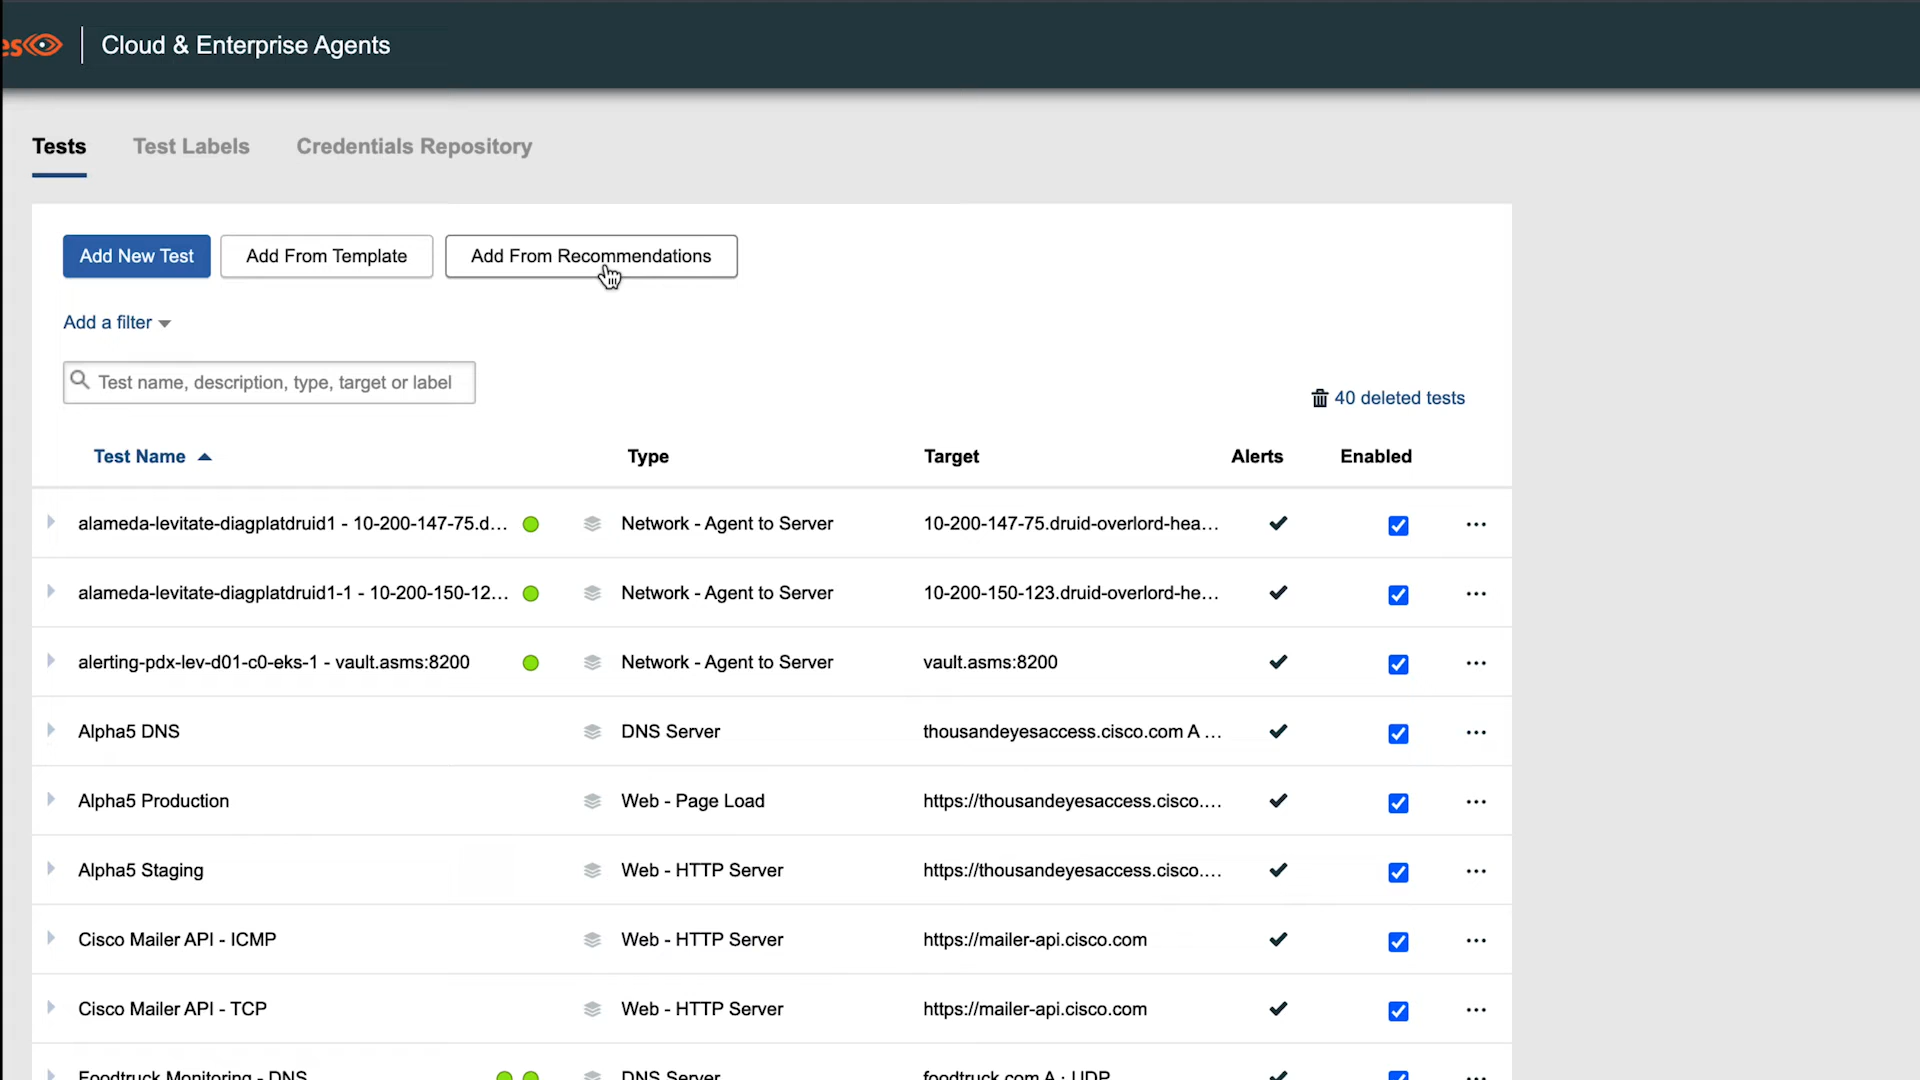 es
Cloud & Enterprise Agents
Tests
Test Labels
Credentials Repository
Add New Test
Add From Template
Add From Recommendations
Add a filter
Test name, description, type, target or label
40 deleted tests
Test Name Type Target Alerts Enabled
alameda-levitate-diagplatdruid1 - 10-200-147-75.d... Network - Agent to Server 10-200-147-75.druid-overlord-hea...
alameda-levitate-diagplatdruid1-1 - 10-200-150-12... Network - Agent to Server 10-200-150-123.druid-overlord-he...
alerting-pdx-lev-d01-c0-eks-1 - vault.asms:8200 Network - Agent to Server vault.asms:8200
Alpha5 DNS DNS Server thousandeyesaccess.cisco.com A ...
Alpha5 Production Web - Page Load https://thousandeyesaccess.cisco....
Alpha5 Staging Web - HTTP Server https://thousandeyesaccess.cisco....
Cisco Mailer API - ICMP Web - HTTP Server https://mailer-api.cisco.com
Cisco Mailer API - TCP Web - HTTP Server https://mailer-api.cisco.com
Foodtruck Monitoring - DNS DNS Server foodtruck.com A : UDP